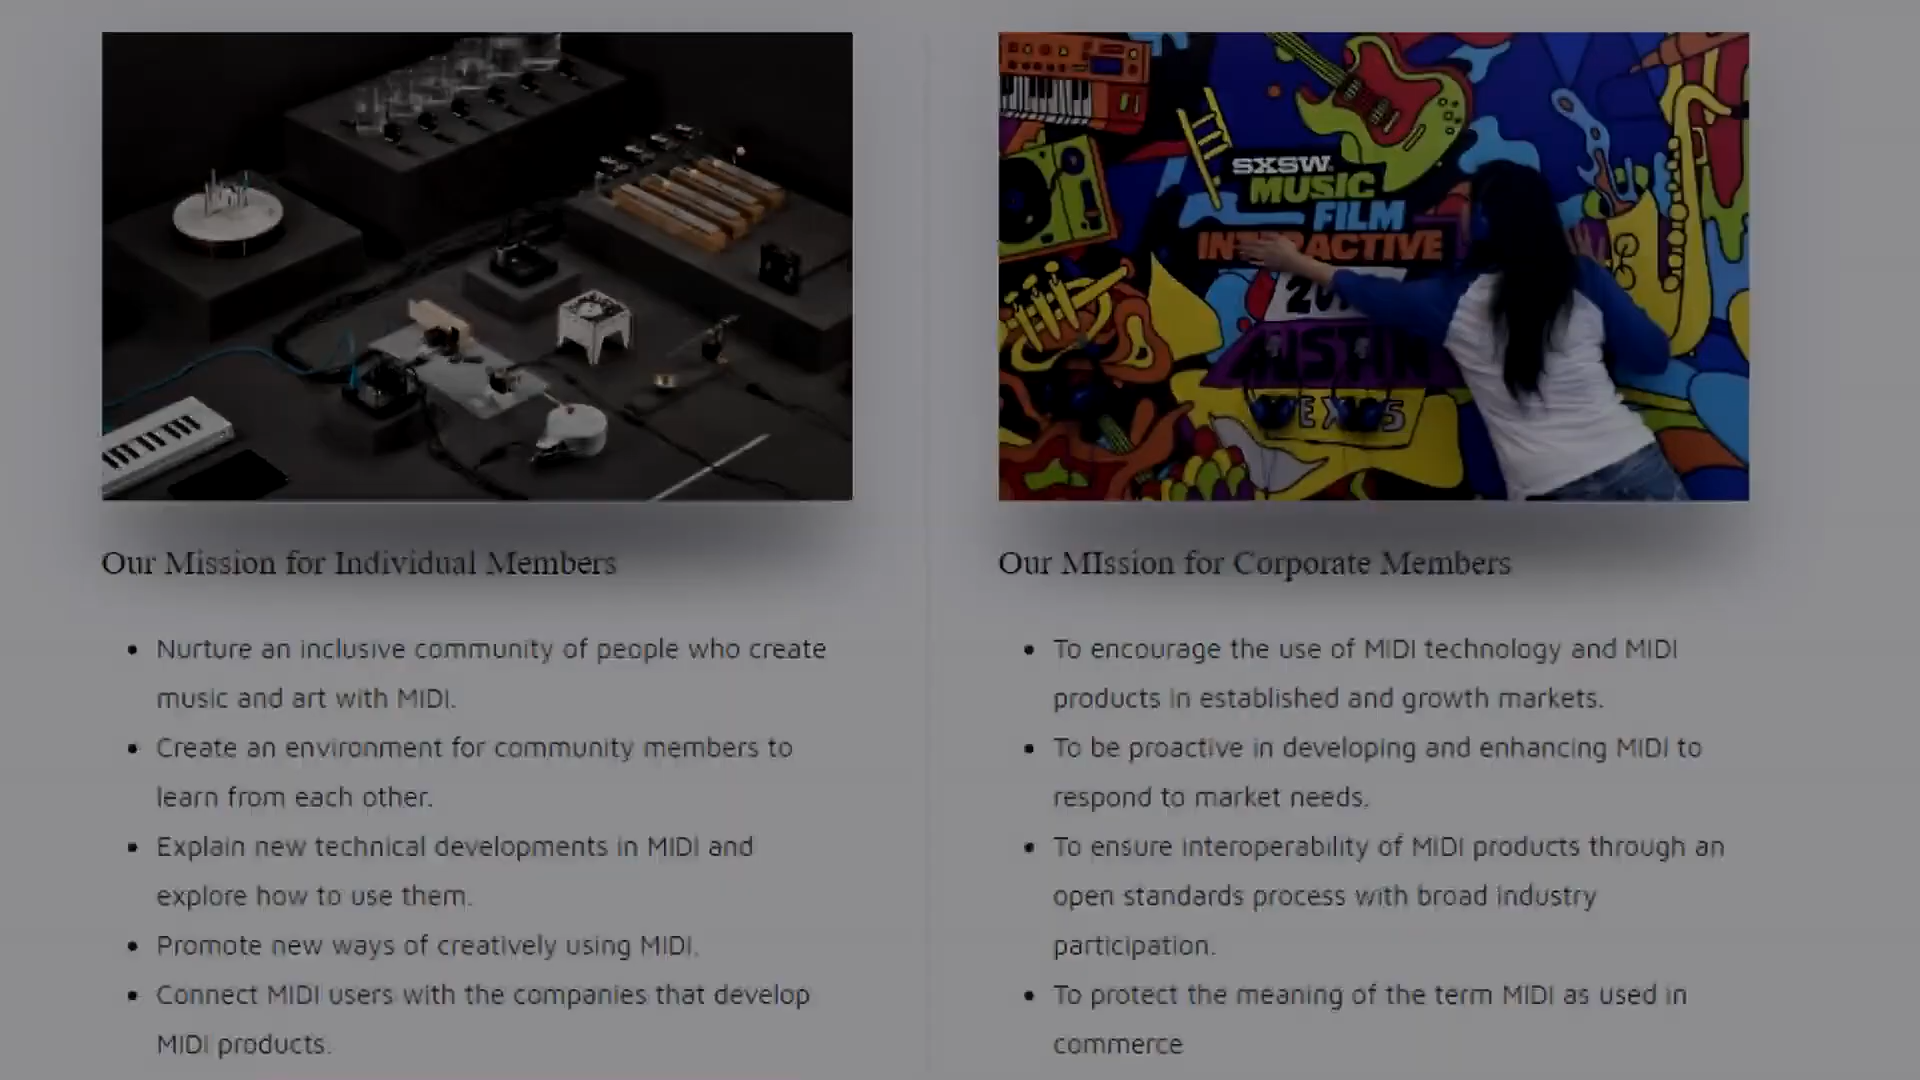 SXSW.
MUSIC
FILM
INTERACTIVE
AUSTIN
Our Mission for Individual Members
Nurture an inclusive community of people who create
music and art with MIDI.
Create an environment for community members to
learn from each other.
Explain new technical developments in MIDI and
explore how to use them.
Promote new ways of creatively using MIDI.
Connect MIDI users with the companies that develop
MIDI products.
Our MIssion for Corporate Members
To encourage the use of MIDI technology and MIDI
products in established and growth markets.
To be proactive in developing and enhancing MIDI to
respond to market needs.
To ensure interoperability of MIDI products through an
open standards process with broad industry
participation.
To protect the meaning of the term MIDI as used in
commerce